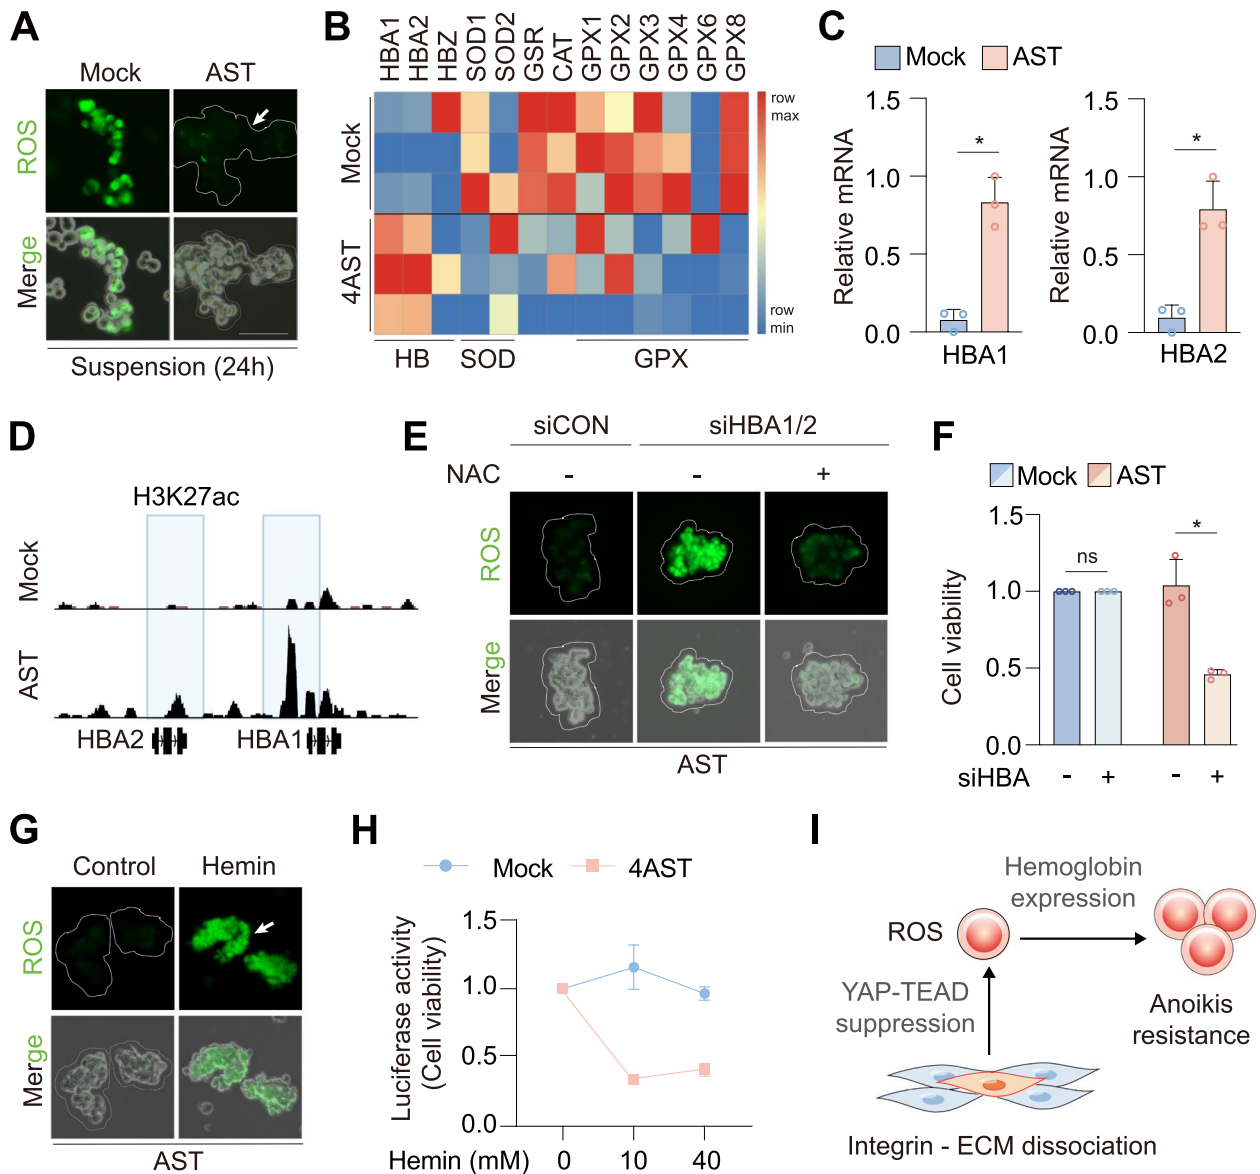 A
Mock AST
ROS
Merge
Suspension (24h)
B
HBA1 HBA2 HBZ SOD1 SOD2 GSR CAT GPX1 GPX2 GPX3 GPX4 GPX6 GPX8
Mock
4AST
row
max
row
min
HB SOD GPX
C
Mock AST
Relative mRNA
1.5
1.0
0.5
0.0
*
HBA1
Relative mRNA
1.5
1.0
0.5
0.0
*
HBA2
D
H3K27ac
Mock
AST
HBA2 HBA1
E
siCON siHBA1/2
NAC - - +
ROS
Merge
AST
F
Mock AST
Cell viability
1.5
1.0
0.5
0.0
ns *
siHBA - + - +
G
Control Hemin
ROS
Merge
AST
H
Mock 4AST
Luciferase activity
(Cell viability)
1.5
1.0
0.5
0.0
Hemin (mM) 0 10 40
I
Hemoglobin
expression
ROS
YAP-TEAD
suppression
Anoikis
resistance
Integrin - ECM dissociation